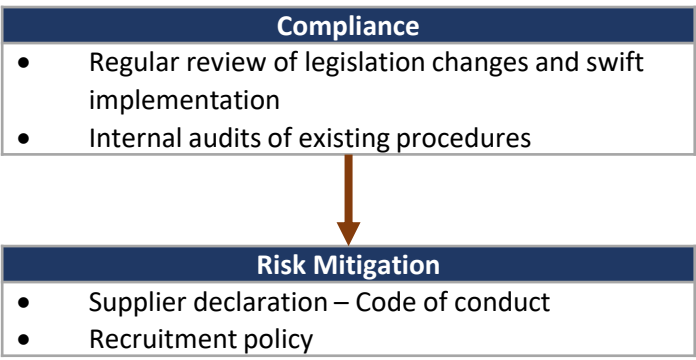 Compliance
• Regular review of legislation changes and swift
implementation
• Internal audits of existing procedures
Risk Mitigation
• Supplier declaration – Code of conduct
• Recruitment policy